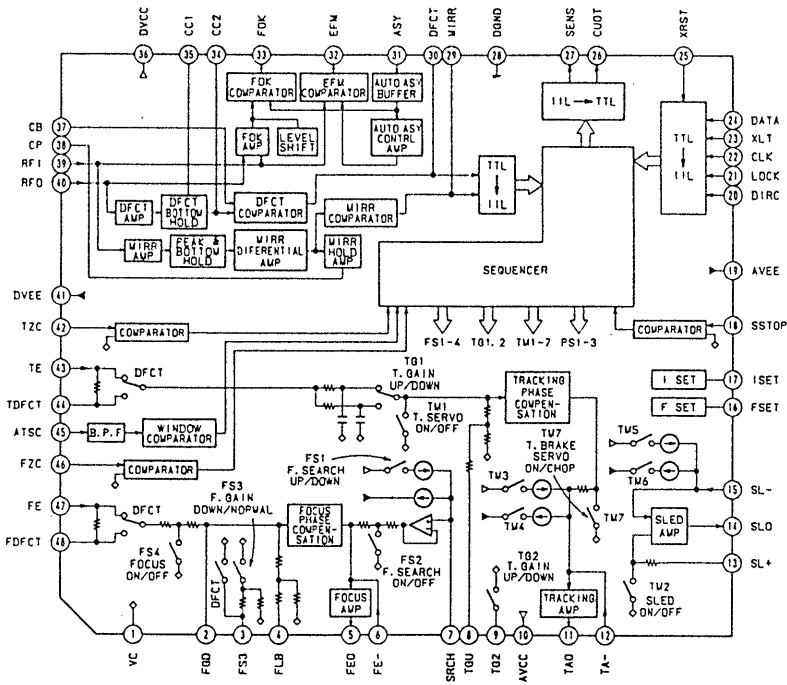 DVCC
CC1
CC2
FOK
EFM
ASY
DFCT
MIRR
DGND
SENS
CUOT
XRST
36
35
34
33
32
31
30
29
28
27
26
25
FOK
COMPARATOR
EFM
COMPARATOR
AUTO ASY
BUFFER
IIL → TTL
FOK
AMP
LEVEL
SHIFT
AUTO ASY
CONTRL
AMP
TTL
↓
IIL
CB 37
CP 38
RFI 39
RFO 40
24 DATA
23 XLT
22 CLK
21 LOCK
20 DIRC
DFCT AMP
DFCT
BOTTOM
HOLD
DFCT
COMPARATOR
MIRR
COMPARATOR
TTL
↓
IIL
MIRR
AMP
PEAK &
BOTTOM
HOLD
MIRR
DIFERENTIAL
AMP
MIRR
HOLD
AMP
SEQUENCER
DVEE 41
19 AVEE
TZC 42
COMPARATOR
FS1-4
TG1.2
TM1-7
PS1-3
COMPARATOR
18 SSTOP
TE 43
DFCT
TDFCT 44
TG1
T. GAIN
UP/DOWN
TM1
T. SERVO
ON/OFF
TRACKING
PHASE
COMPEN-
SATION
I SET
17 ISET
F SET
16 FSET
ATSC 45
B.P.F
WINDOW
COMPARATOR
FZC 46
COMPARATOR
FS1
F. SEARCH
UP/DOWN
TM7
T. BRAKE
SERVO
ON/CHOP
TM3
TM4
TM7
TM5
TM6
15 SL-
FE 47
DFCT
FDFCT 48
FS4
FOCUS
ON/OFF
FS3
F. GAIN
DOWN/NORMAL
DFCT
FOCUS
PHASE
COMPEN-
SATION
FS2
F. SEARCH
ON/OFF
SLED
AMP
14 SLO
13 SL+
TG2
T. GAIN
UP/DOWN
TM2
SLED
ON/OFF
FOCUS
AMP
TRACKING
AMP
1
2
3
4
5
6
7
8
9
10
11
12
VC
FGD
FS3
FLB
FEO
FE-
SRCH
TGU
TG2
AVCC
TAO
TA-